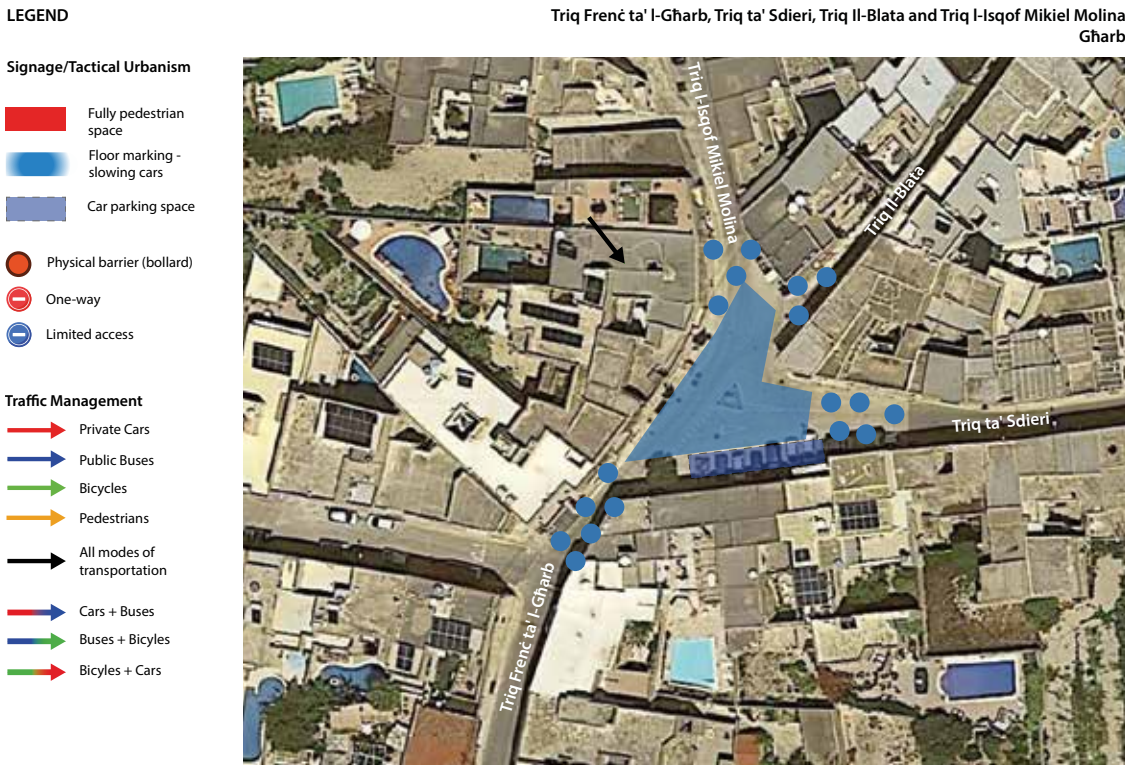 LEGEND
Triq Frenċ ta' l-Għarb, Triq ta' Sdieri, Triq Il-Blata and Triq l-Isqof Mikiel Molina
Għarb
Signage/Tactical Urbanism
Fully pedestrian
space
Floor marking -
slowing cars
Car parking space
Physical barrier (bollard)
One-way
Limited access
Traffic Management
Private Cars
Public Buses
Bicycles
Pedestrians
All modes of
transportation
Cars + Buses
Buses + Bicyles
Bicyles + Cars
Triq l-Isqof Mikiel Molina
Triq Il-Blata
Triq ta' Sdieri
Triq Frenċ ta' l-Għarb